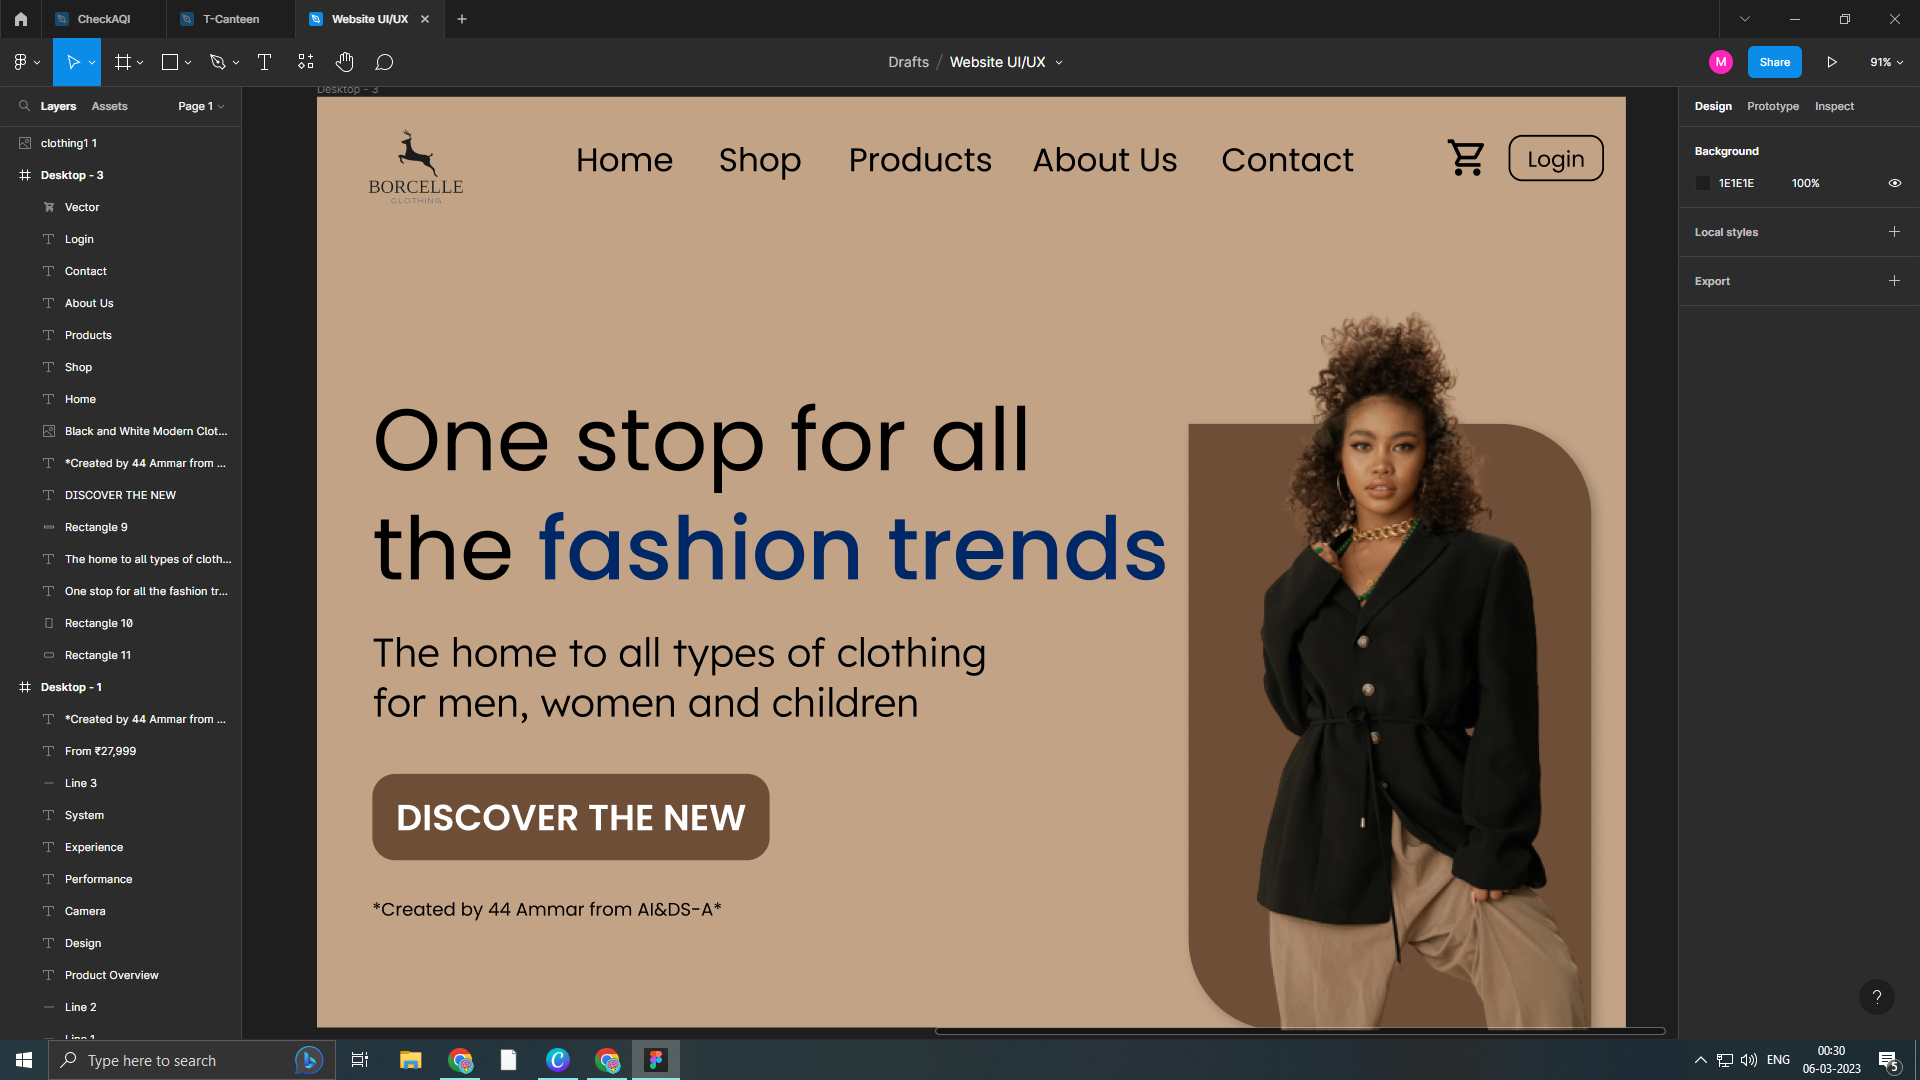 CheckAQI
T-Canteen
Website UI/UX
Drafts / Website UI/UX
M
Share
91%
Layers
Assets
Page 1
Design
Prototype
Inspect
clothing1 1
Desktop - 3
Vector
Login
Contact
About Us
Products
Shop
Home
Black and White Modern Clot...
*Created by 44 Ammar from ...
DISCOVER THE NEW
Rectangle 9
The home to all types of cloth...
One stop for all the fashion tr...
Rectangle 10
Rectangle 11
Desktop - 1
*Created by 44 Ammar from ...
From ₹27,999
Line 3
System
Experience
Performance
Camera
Design
Product Overview
Line 2
Line 1
Desktop - 3
BORCELLE
CLOTHING
Home
Shop
Products
About Us
Contact
Login
One stop for all
the fashion trends
The home to all types of clothing
for men, women and children
DISCOVER THE NEW
*Created by 44 Ammar from AI&DS-A*
Background
1E1E1E
100%
Local styles
Export
?
Type here to search
ENG
00:30
06-03-2023
5